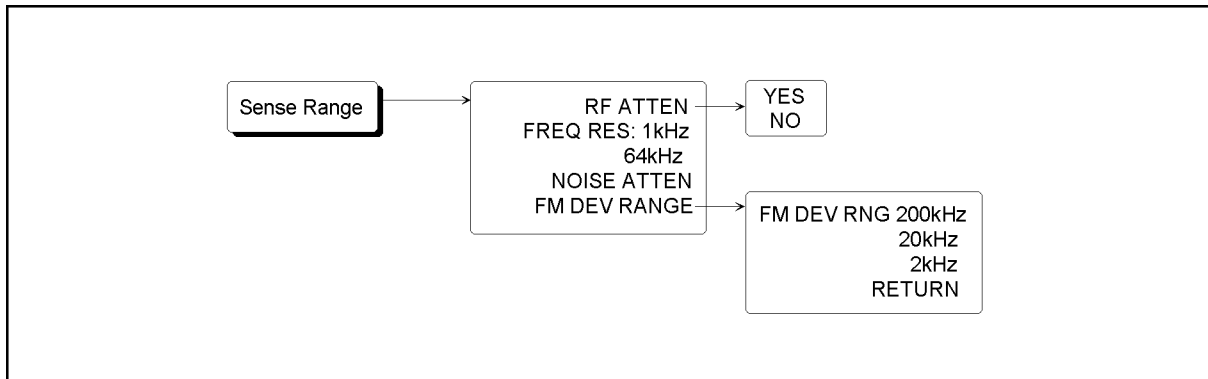 Sense Range
RF ATTEN
FREQ RES: 1kHz
64kHz
NOISE ATTEN
FM DEV RANGE
YES
NO
FM DEV RNG 200kHz
20kHz
2kHz
RETURN